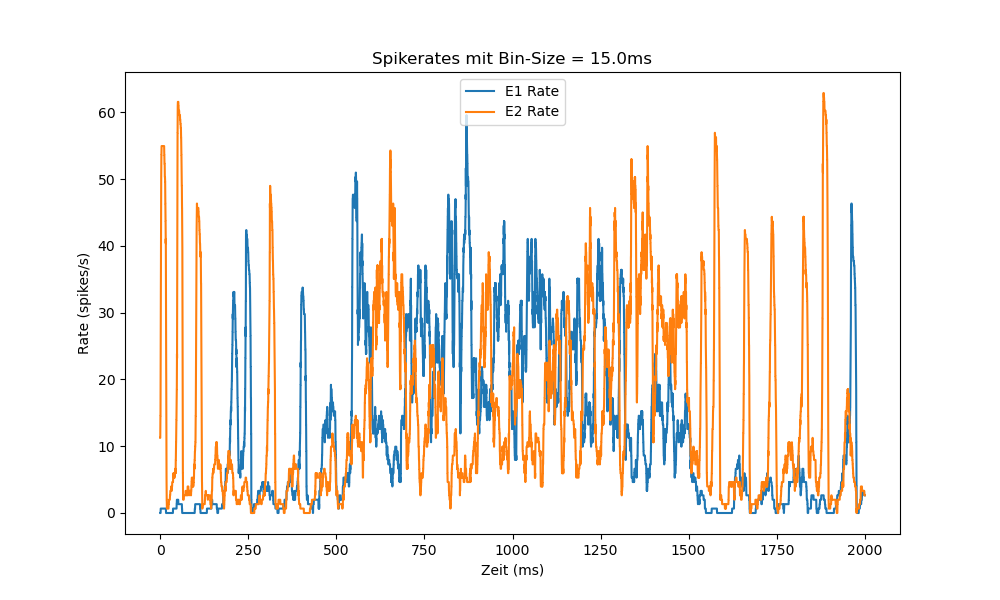 Spikerates mit Bin-Size = 15.0ms
E1 Rate
E2 Rate
60
50
40
30
20
10
0
Rate (spikes/s)
0 250 500 750 1000 1250 1500 1750 2000
Zeit (ms)